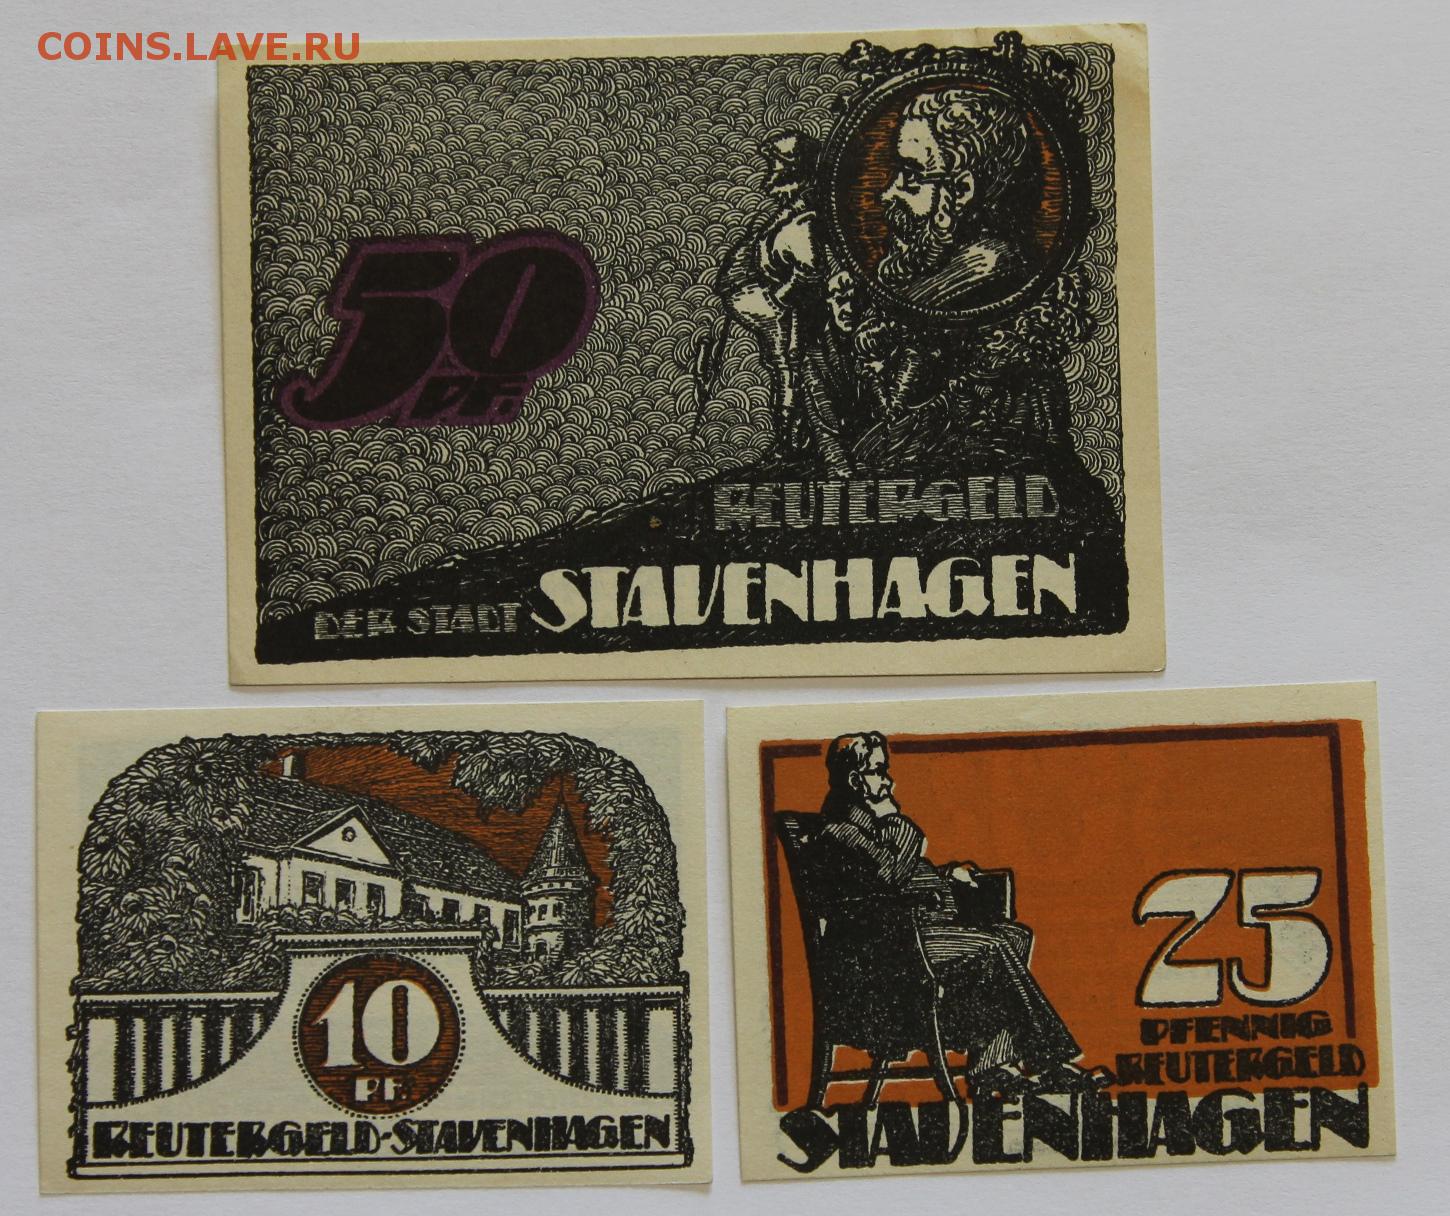 COINS.LAVE.RU
50
PF.
REUTERGELD
DER STADT STAVENHAGEN
10
PF.
REUTERGELD-STAVENHAGEN
25
PFENNIG
REUTERGELD
STAVENHAGEN